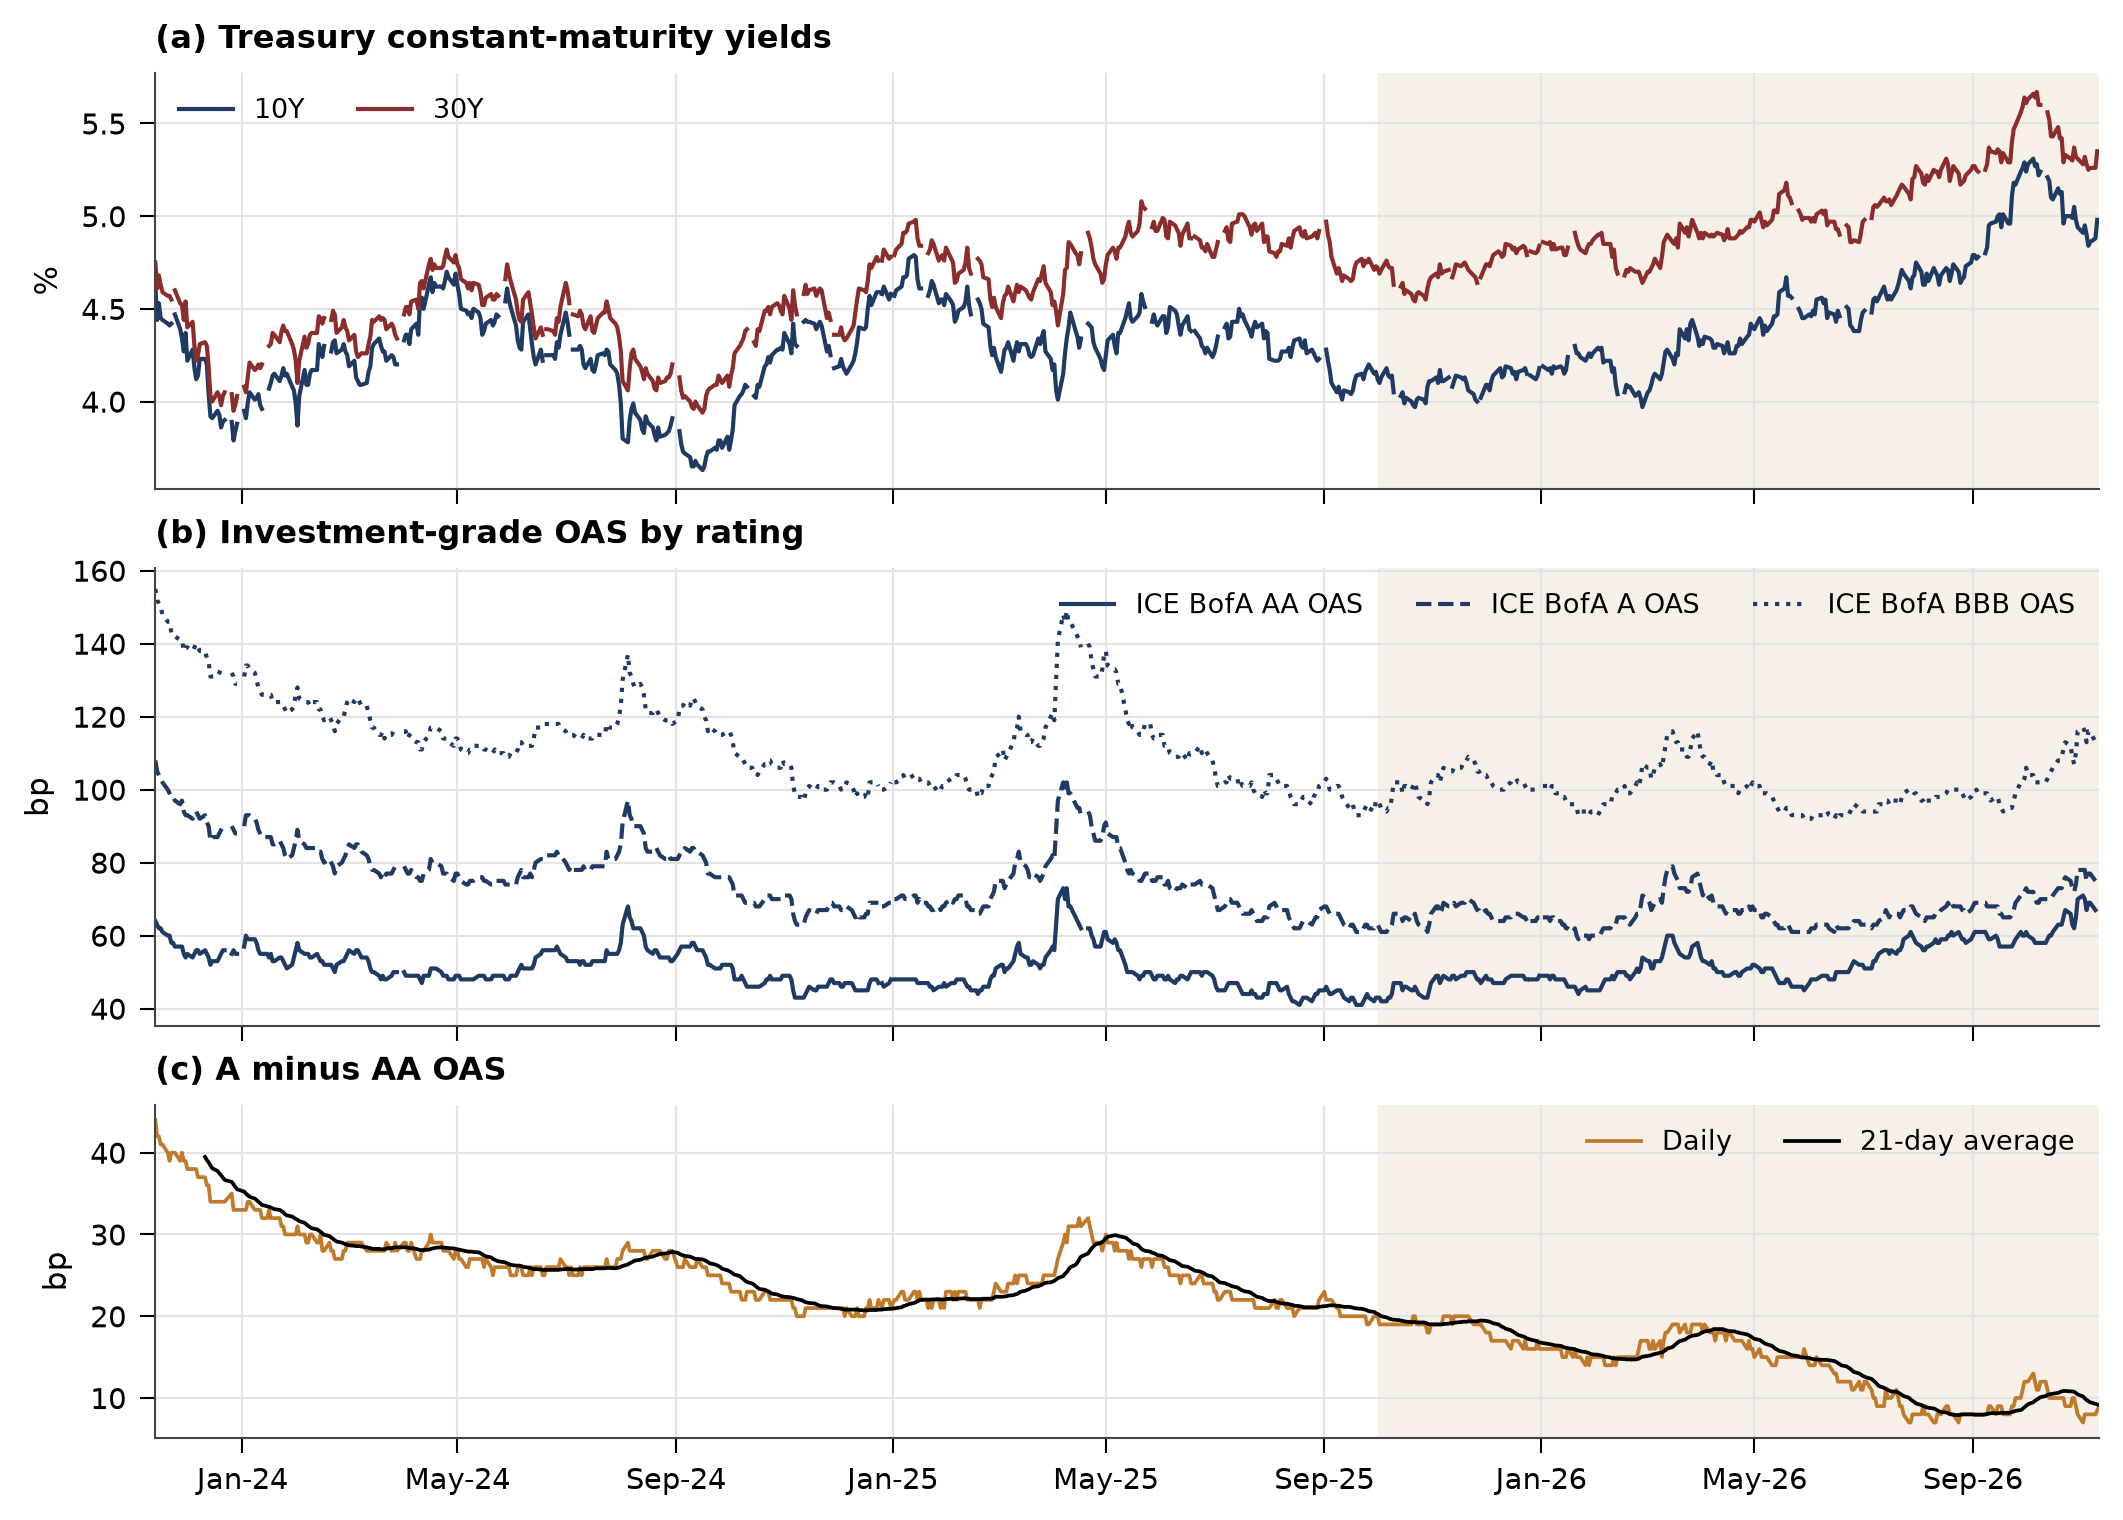 (a) Treasury constant-maturity yields
10Y 30Y
5.5
5.0
4.5
4.0
%
(b) Investment-grade OAS by rating
160
ICE BofA AA OAS ICE BofA A OAS ICE BofA BBB OAS
140
120
100
80
60
40
bp
(c) A minus AA OAS
Daily 21-day average
40
30
20
10
bp
Jan-24 May-24 Sep-24 Jan-25 May-25 Sep-25 Jan-26 May-26 Sep-26